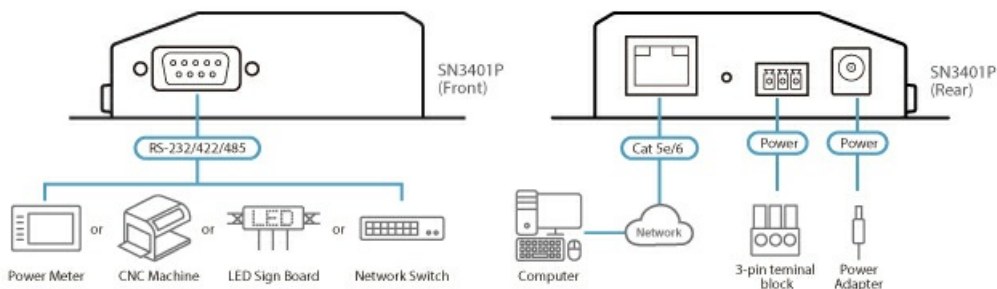 SN3401P
(Front)
RS-232/422/485
or
or
or
LED
Power Meter
CNC Machine
LED Sign Board
Network Switch
SN3401P
(Rear)
Cat 5e/6
Power
Power
Network
Computer
3-pin teminal
block
Power
Adapter